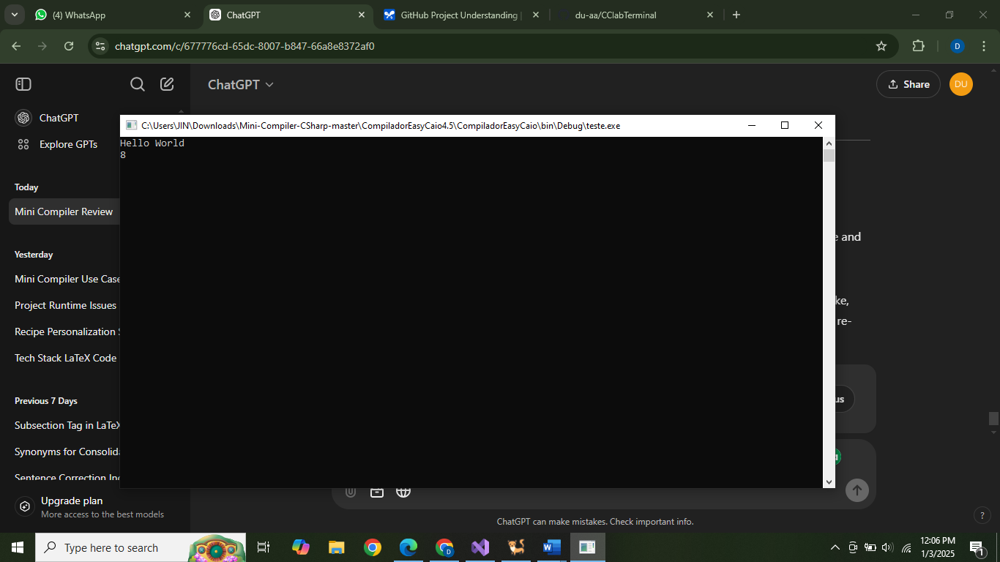 (4) WhatsApp
ChatGPT
GitHub Project Understanding
du-aa/CClabTerminal
chatgpt.com/c/677776cd-65dc-8007-b847-66a8e8372af0
D
ChatGPT
Share
DU
ChatGPT
Explore GPTs
C:\Users\JIN\Downloads\Mini-Compiler-CSharp-master\CompiladorEasyCaio4.5\CompiladorEasyCaio\bin\Debug\teste.exe
Hello World
8
Today
Mini Compiler Review
e and
Yesterday
Mini Compiler Use Case
ke,
Project Runtime Issues
re-
Recipe Personalization
Tech Stack LaTeX Code
Previous 7 Days
us
Subsection Tag in LaTeX
Synonyms for Consolida
Sentence Correction Inq
Upgrade plan
More access to the best models
ChatGPT can make mistakes. Check important info.
?
Type here to search
12:06 PM
1/3/2025
1